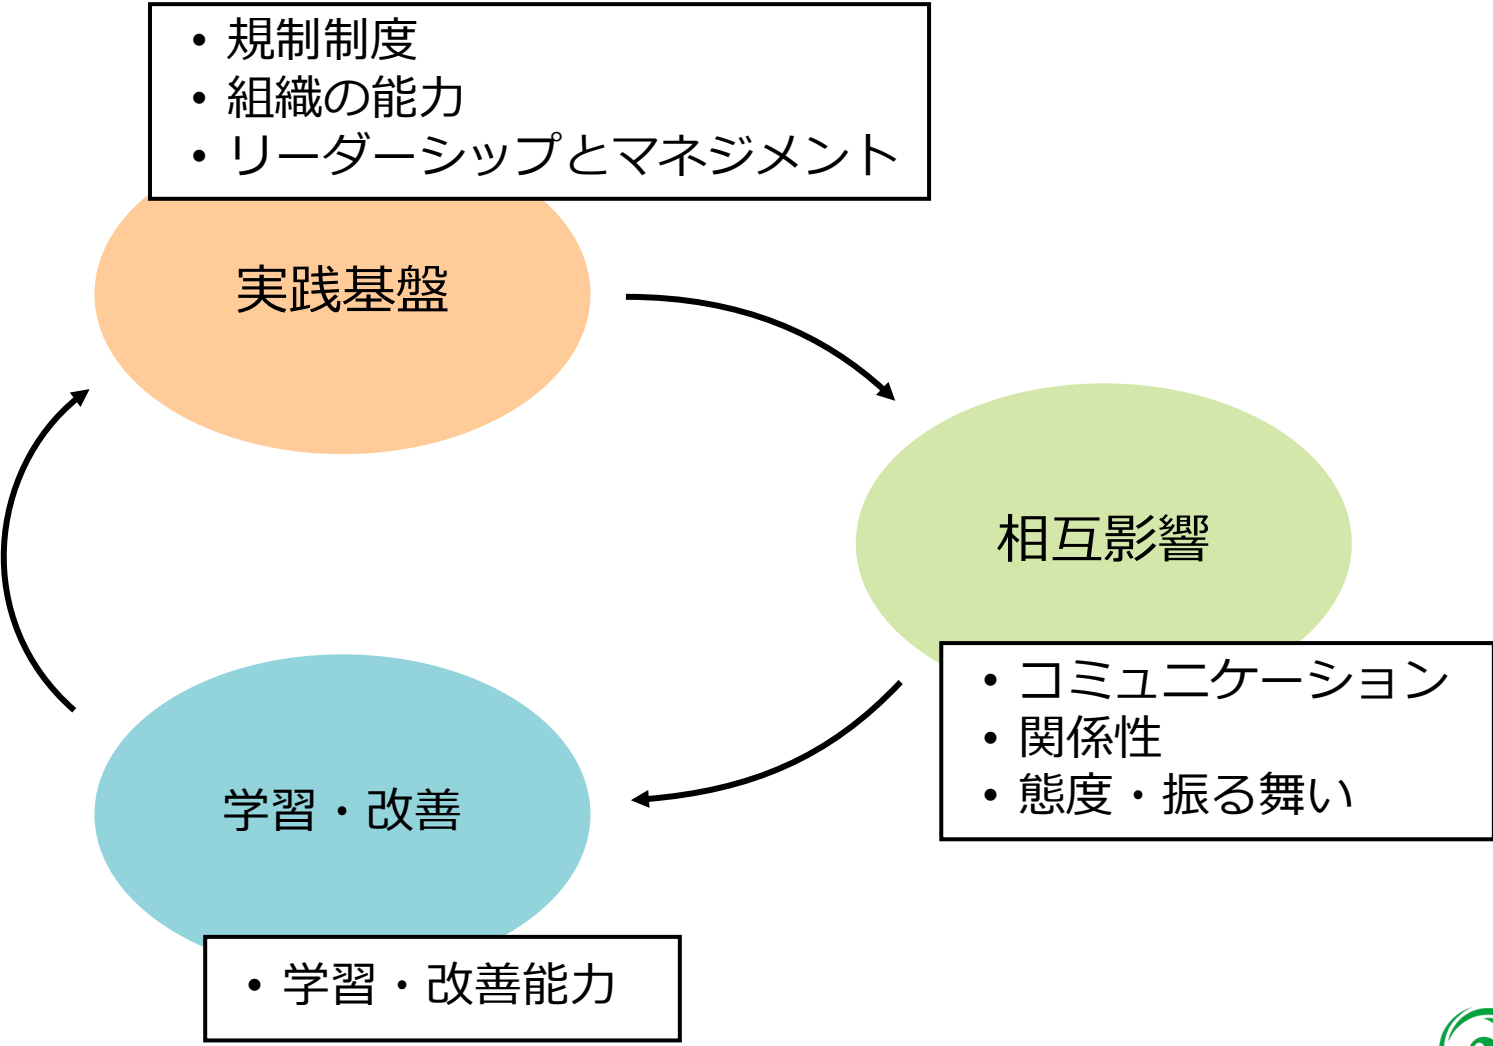 • 規制制度
• 組織の能力
• リーダーシップとマネジメント
実践基盤
相互影響
• コミュニケーション
• 関係性
• 態度・振る舞い
学習・改善
• 学習・改善能力